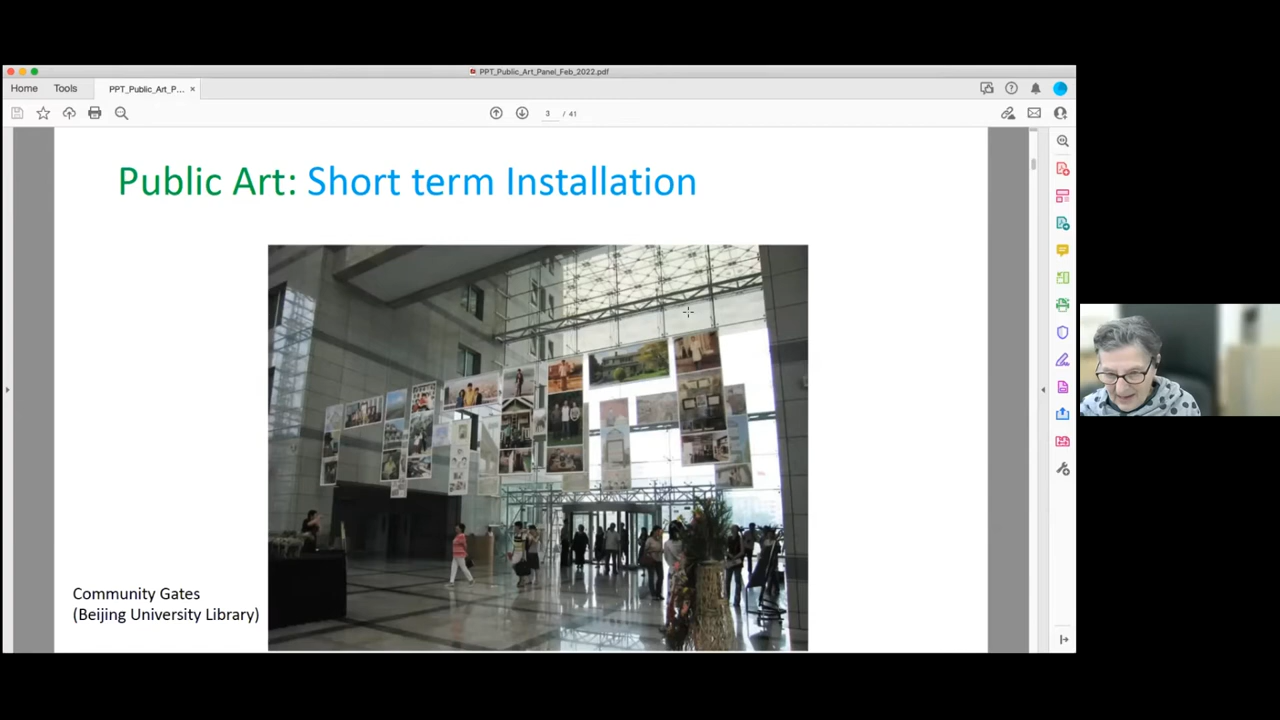 PPT_Public_Art_Panel_Feb_2022.pdf
Home Tools PPT_Public_Art_P... ×
3 / 41
Public Art: Short term Installation
Community Gates
(Beijing University Library)